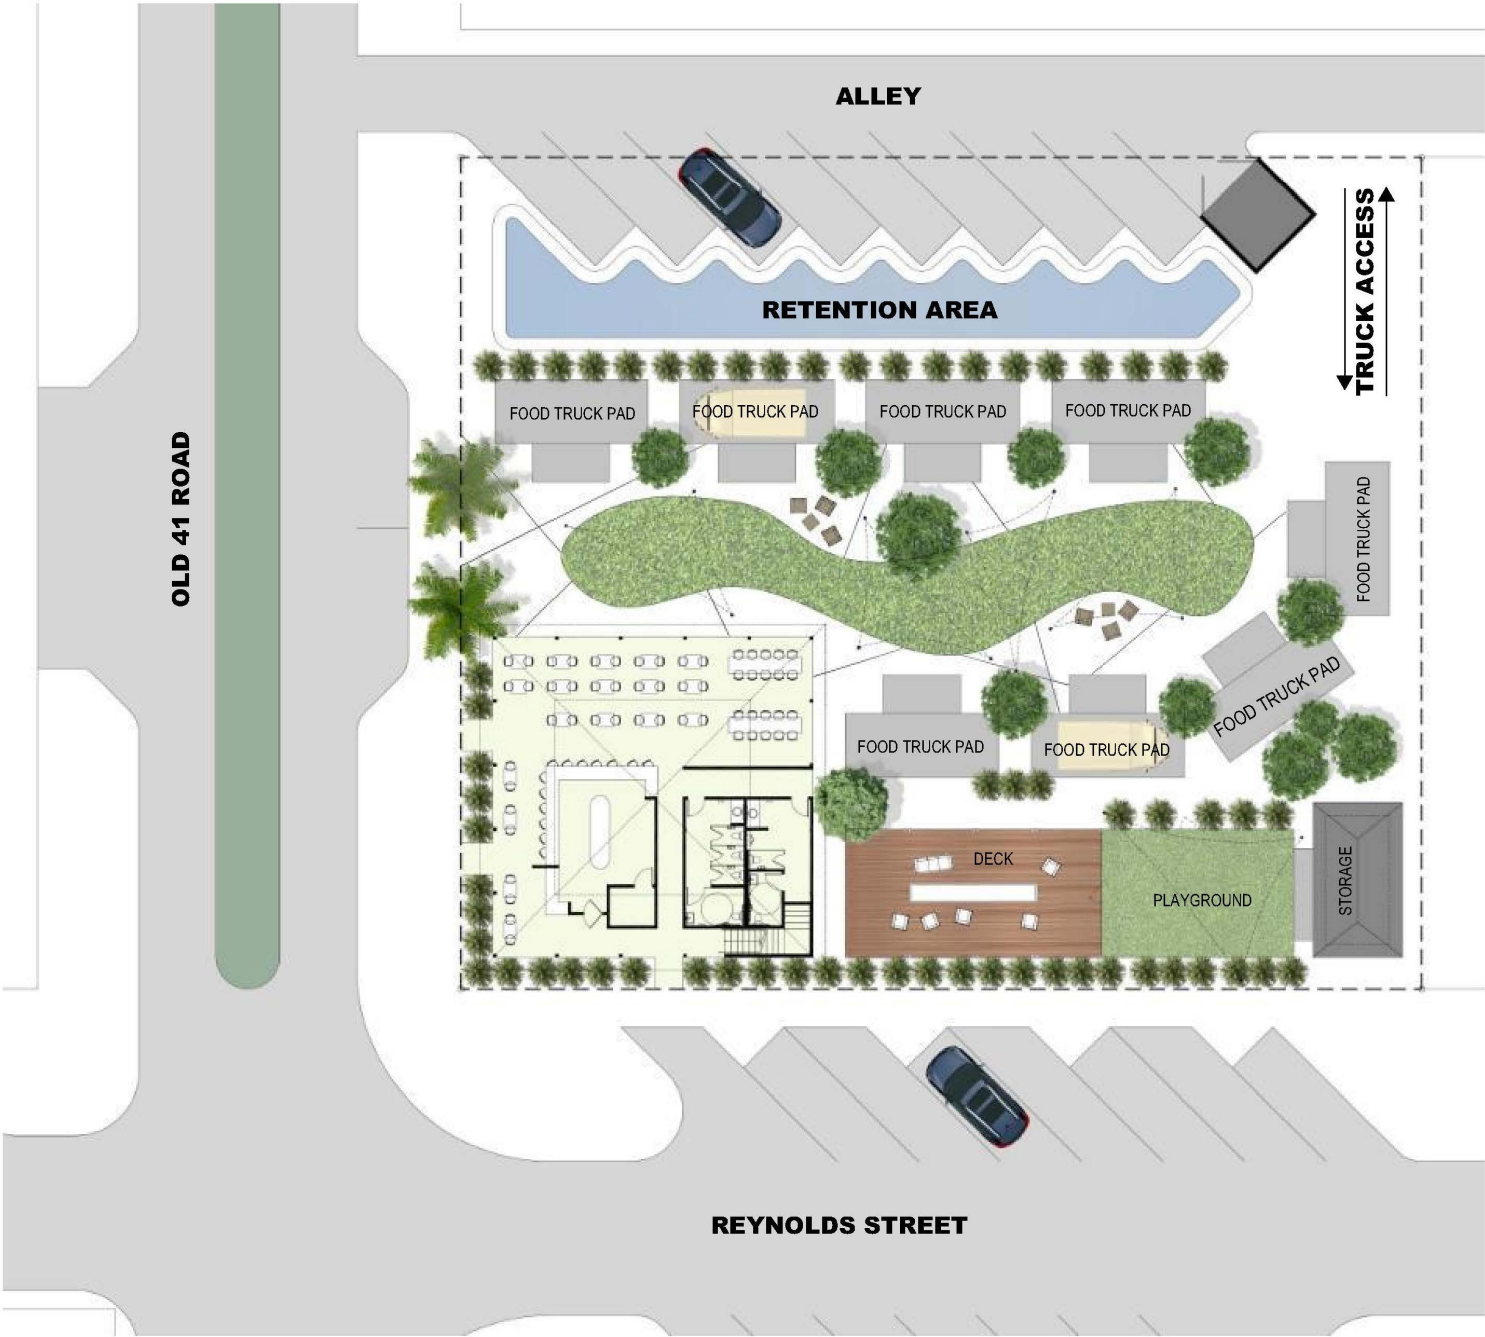 ALLEY
TRUCK ACCESS
RETENTION AREA
FOOD TRUCK PAD
FOOD TRUCK PAD
FOOD TRUCK PAD
FOOD TRUCK PAD
OLD 41 ROAD
FOOD TRUCK PAD
FOOD TRUCK PAD
FOOD TRUCK PAD
FOOD TRUCK PAD
DECK
PLAYGROUND
STORAGE
REYNOLDS STREET